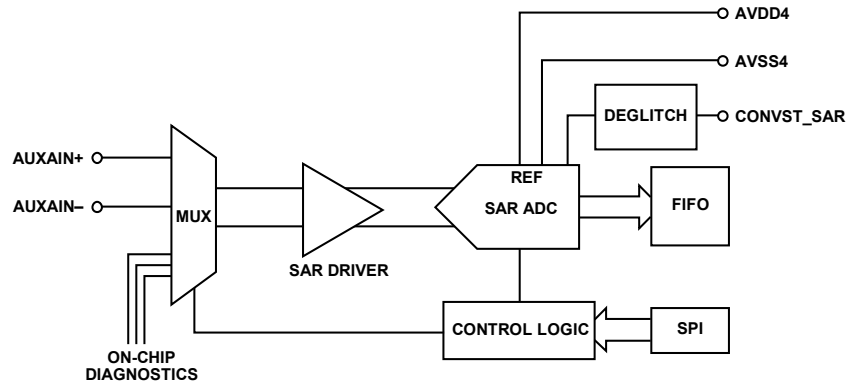 AVDD4
AVSS4
DEGLITCH
CONVST_SAR
AUXAIN+
REF
AUXAIN–
MUX
SAR ADC
FIFO
SAR DRIVER
CONTROL LOGIC
SPI
ON-CHIP
DIAGNOSTICS